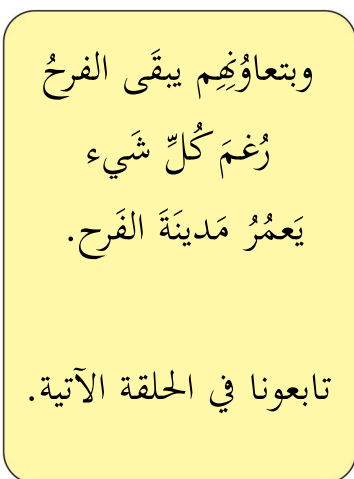 وبتعاوُنِهِم يبقَى الفرحُ
رُغمَ كُلِّ شَيء
يَعمُرُ مَدينَةَ الفَرح.
تابعونا في الحلقة الآتية.